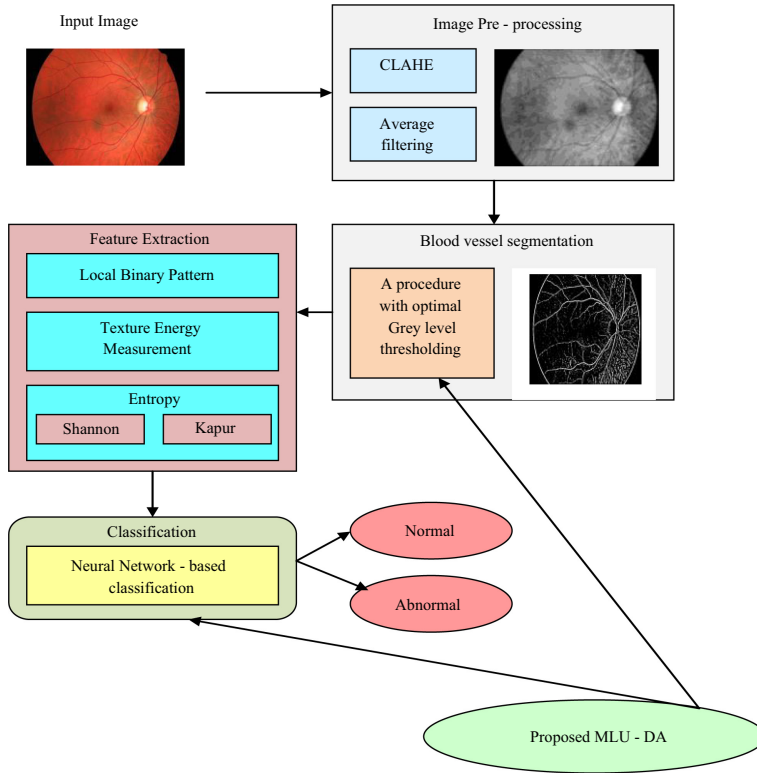 Input Image
Image Pre - processing
CLAHE
Average
filtering
Blood vessel segmentation
A procedure
with optimal
Grey level
thresholding
Feature Extraction
Local Binary Pattern
Texture Energy
Measurement
Entropy
Shannon
Kapur
Classification
Neural Network - based
classification
Normal
Abnormal
Proposed MLU - DA